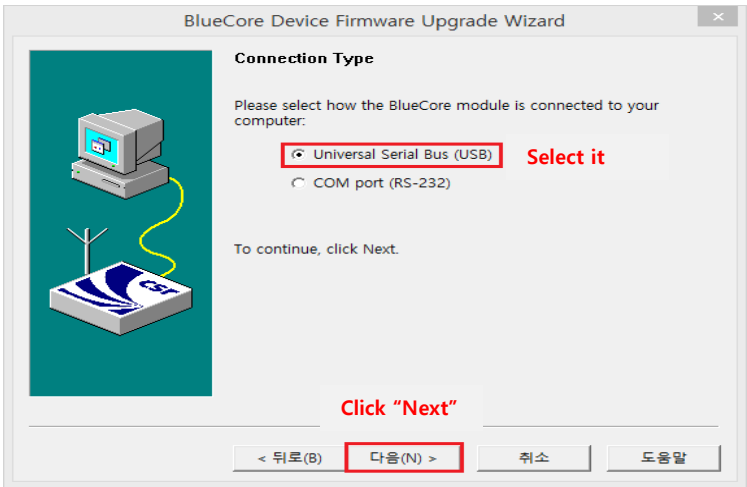 BlueCore Device Firmware Upgrade Wizard
Connection Type
Please select how the BlueCore module is connected to your
computer:
Universal Serial Bus (USB)
Select it
COM port (RS-232)
To continue, click Next.
CSr
Click “Next”
< 뒤로(B)
다음(N) >
취소
도움말